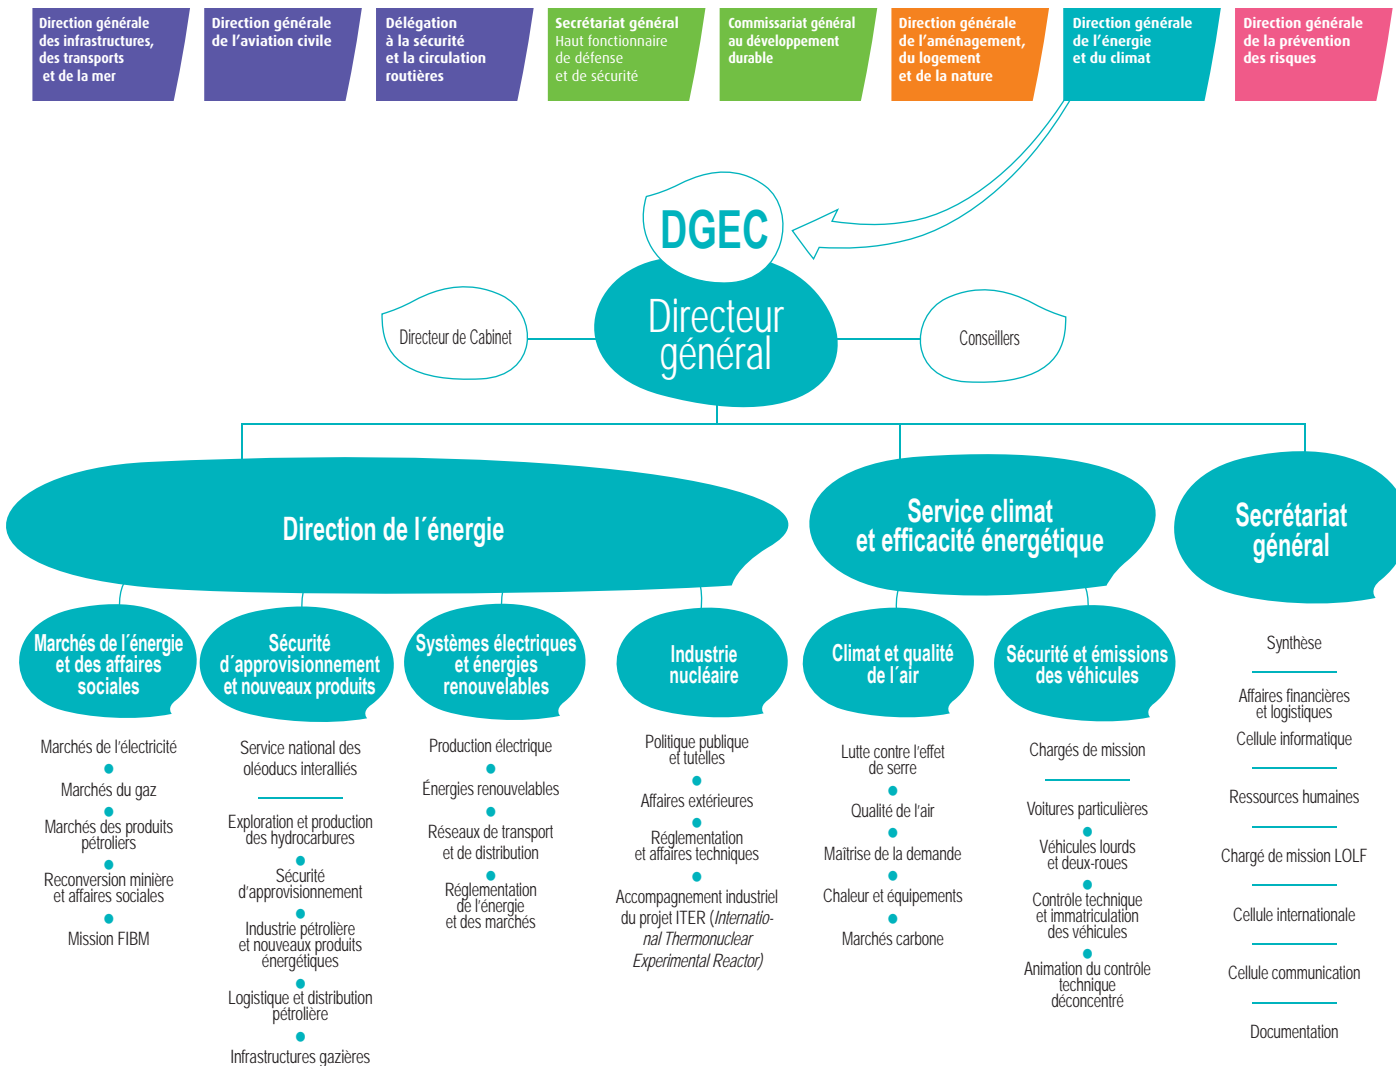 Direction générale
des infrastructures,
des transports
et de la mer
Direction générale
de l'aviation civile
Délégation
à la sécurité
et la circulation
routières
Secrétariat général
Haut fonctionnaire
de défense
et de sécurité
Commissariat général
au développement
durable
Direction générale
de l'aménagement,
du logement
et de la nature
Direction générale
de l'énergie
et du climat
Direction générale
de la prévention
des risques
DGEC
Directeur
général
Directeur de Cabinet
Conseillers
Direction de l´énergie
Service climat
et efficacité énergétique
Secrétariat
général
Marchés de l´énergie
et des affaires
sociales
Marchés de l'électricité
Marchés du gaz
Marchés des produits
pétroliers
Reconversion minière
et affaires sociales
Mission FIBM
Sécurité
d´approvisionnement
et nouveaux produits
Service national des
oléoducs interalliés
Exploration et production
des hydrocarbures
Sécurité
d'approvisionnement
Industrie pétrolière
et nouveaux produits
énergétiques
Logistique et distribution
pétrolière
Infrastructures gazières
Systèmes électriques
et énergies
renouvelables
Production électrique
Énergies renouvelables
Réseaux de transport
et de distribution
Réglementation
de l'énergie
et des marchés
Industrie
nucléaire
Politique publique
et tutelles
Affaires extérieures
Réglementation
et affaires techniques
Accompagnement industriel
du projet ITER (Internatio-
nal Thermonuclear
Experimental Reactor)
Climat et qualité
de l´air
Lutte contre l'effet
de serre
Qualité de l'air
Maîtrise de la demande
Chaleur et équipements
Marchés carbone
Sécurité et émissions
des véhicules
Chargés de mission
Voitures particulières
Véhicules lourds
et deux-roues
Contrôle technique
et immatriculation
des véhicules
Animation du contrôle
technique
déconcentré
Synthèse
Affaires financières
et logistiques
Cellule informatique
Ressources humaines
Chargé de mission LOLF
Cellule internationale
Cellule communication
Documentation